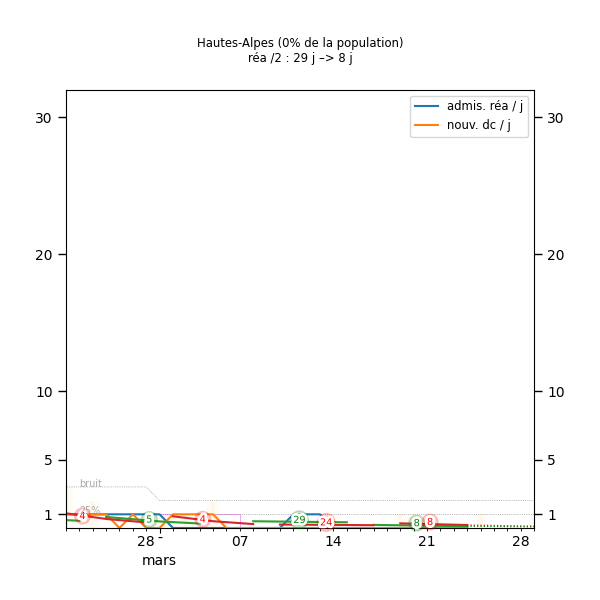 Hautes-Alpes (0% de la population)
réa /2 : 29 j –> 8 j
admis. réa / j
nouv. dc / j
30 30
20 20
10 10
5 5
bruit
1 1
4 5 4 29 24 8 8
28 07 14 21 28
mars